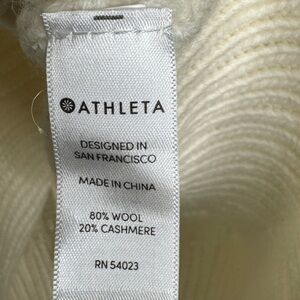 ATHLETA
DESIGNED IN
SAN FRANCISCO
MADE IN CHINA
80% WOOL
20% CASHMERE
RN 54023